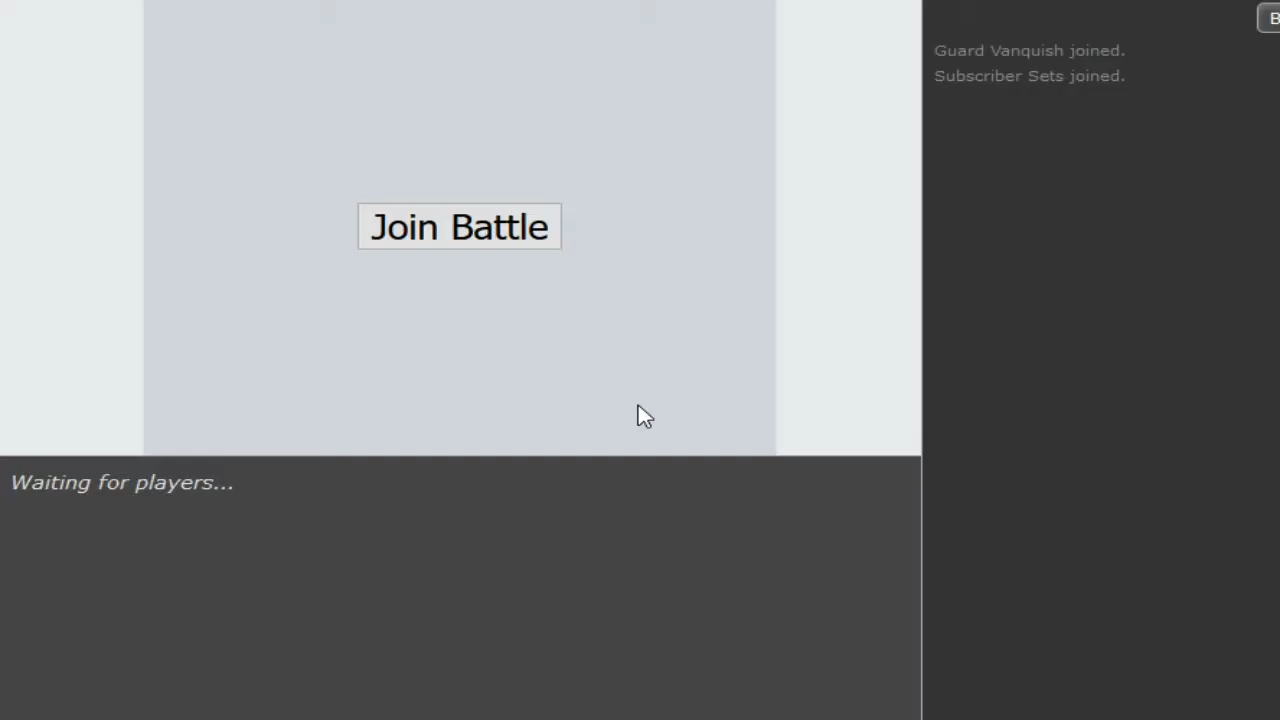 B
Guard Vanquish joined.
Subscriber Sets joined.
Join Battle
Waiting for players...